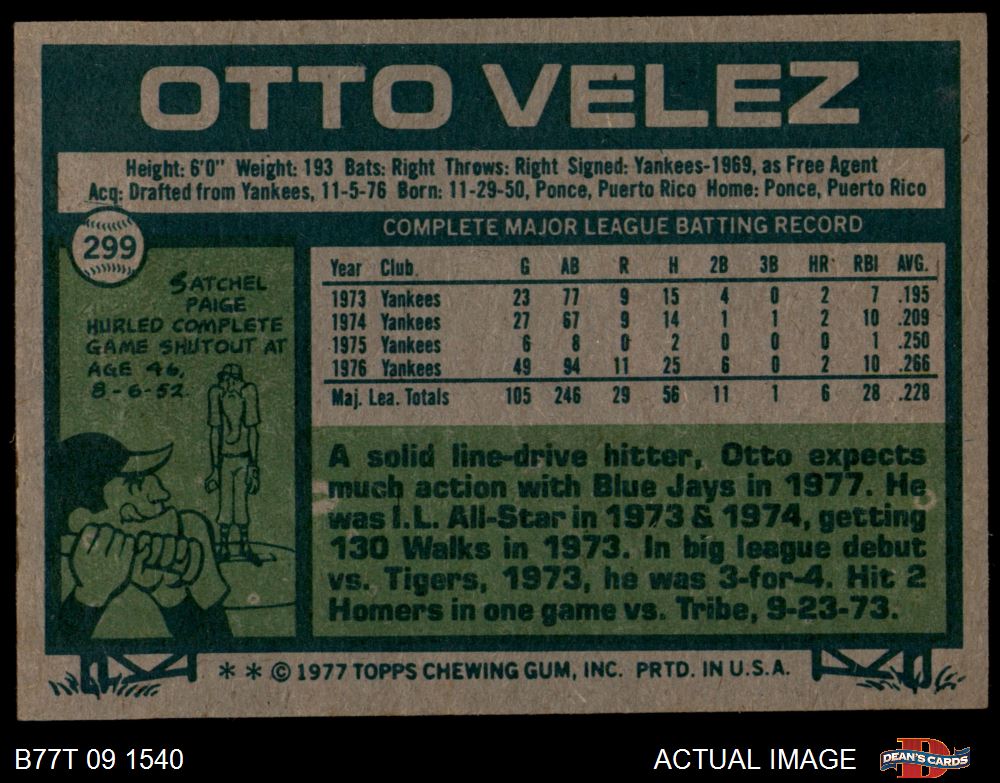 OTTO VELEZ
Height: 6'0" Weight: 193 Bats: Right Throws: Right Signed: Yankees-1969, as Free Agent
Acq: Drafted from Yankees, 11-5-76 Born: 11-29-50, Ponce, Puerto Rico Home: Ponce, Puerto Rico
299
SATCHEL
PAIGE
HURLED COMPLETE
GAME SHUTOUT AT
AGE 46,
8-6-52.
COMPLETE MAJOR LEAGUE BATTING RECORD
Year Club G AB R H 2B 3B HR RBI AVG.
1973 Yankees 23 77 9 15 4 0 2 7 .195
1974 Yankees 27 67 9 14 1 1 2 10 .209
1975 Yankees 6 8 0 2 0 0 0 1 .250
1976 Yankees 49 94 11 25 6 0 2 10 .266
Maj. Lea. Totals 105 246 29 56 11 1 6 28 .228
A solid line-drive hitter, Otto expects
much action with Blue Jays in 1977. He
was I.L. All-Star in 1973 & 1974, getting
130 Walks in 1973. In big league debut
vs. Tigers, 1973, he was 3-for-4. Hit 2
Homers in one game vs. Tribe, 9-23-73.
* * © 1977 TOPPS CHEWING GUM, INC. PRTD. IN U.S.A.
B77T 09 1540
ACTUAL IMAGE
DEAN'S CARDS